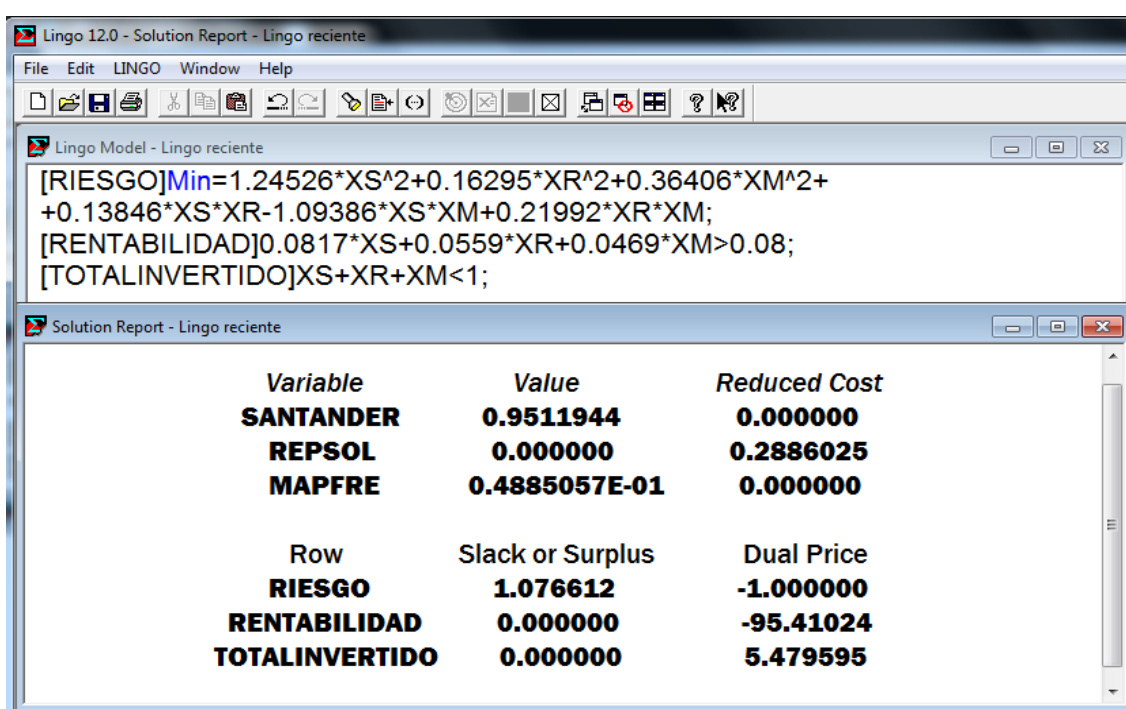 Lingo 12.0 - Solution Report - Lingo reciente
File Edit LINGO Window Help
Lingo Model - Lingo reciente
[RIESGO]Min=1.24526*XS^2+0.16295*XR^2+0.36406*XM^2+
+0.13846*XS*XR-1.09386*XS*XM+0.21992*XR*XM;
[RENTABILIDAD]0.0817*XS+0.0559*XR+0.0469*XM>0.08;
[TOTALINVERTIDO]XS+XR+XM<1;
Solution Report - Lingo reciente
Variable Value Reduced Cost
SANTANDER 0.9511944 0.000000
REPSOL 0.000000 0.2886025
MAPFRE 0.4885057E-01 0.000000
Row Slack or Surplus Dual Price
RIESGO 1.076612 -1.000000
RENTABILIDAD 0.000000 -95.41024
TOTALINVERTIDO 0.000000 5.479595